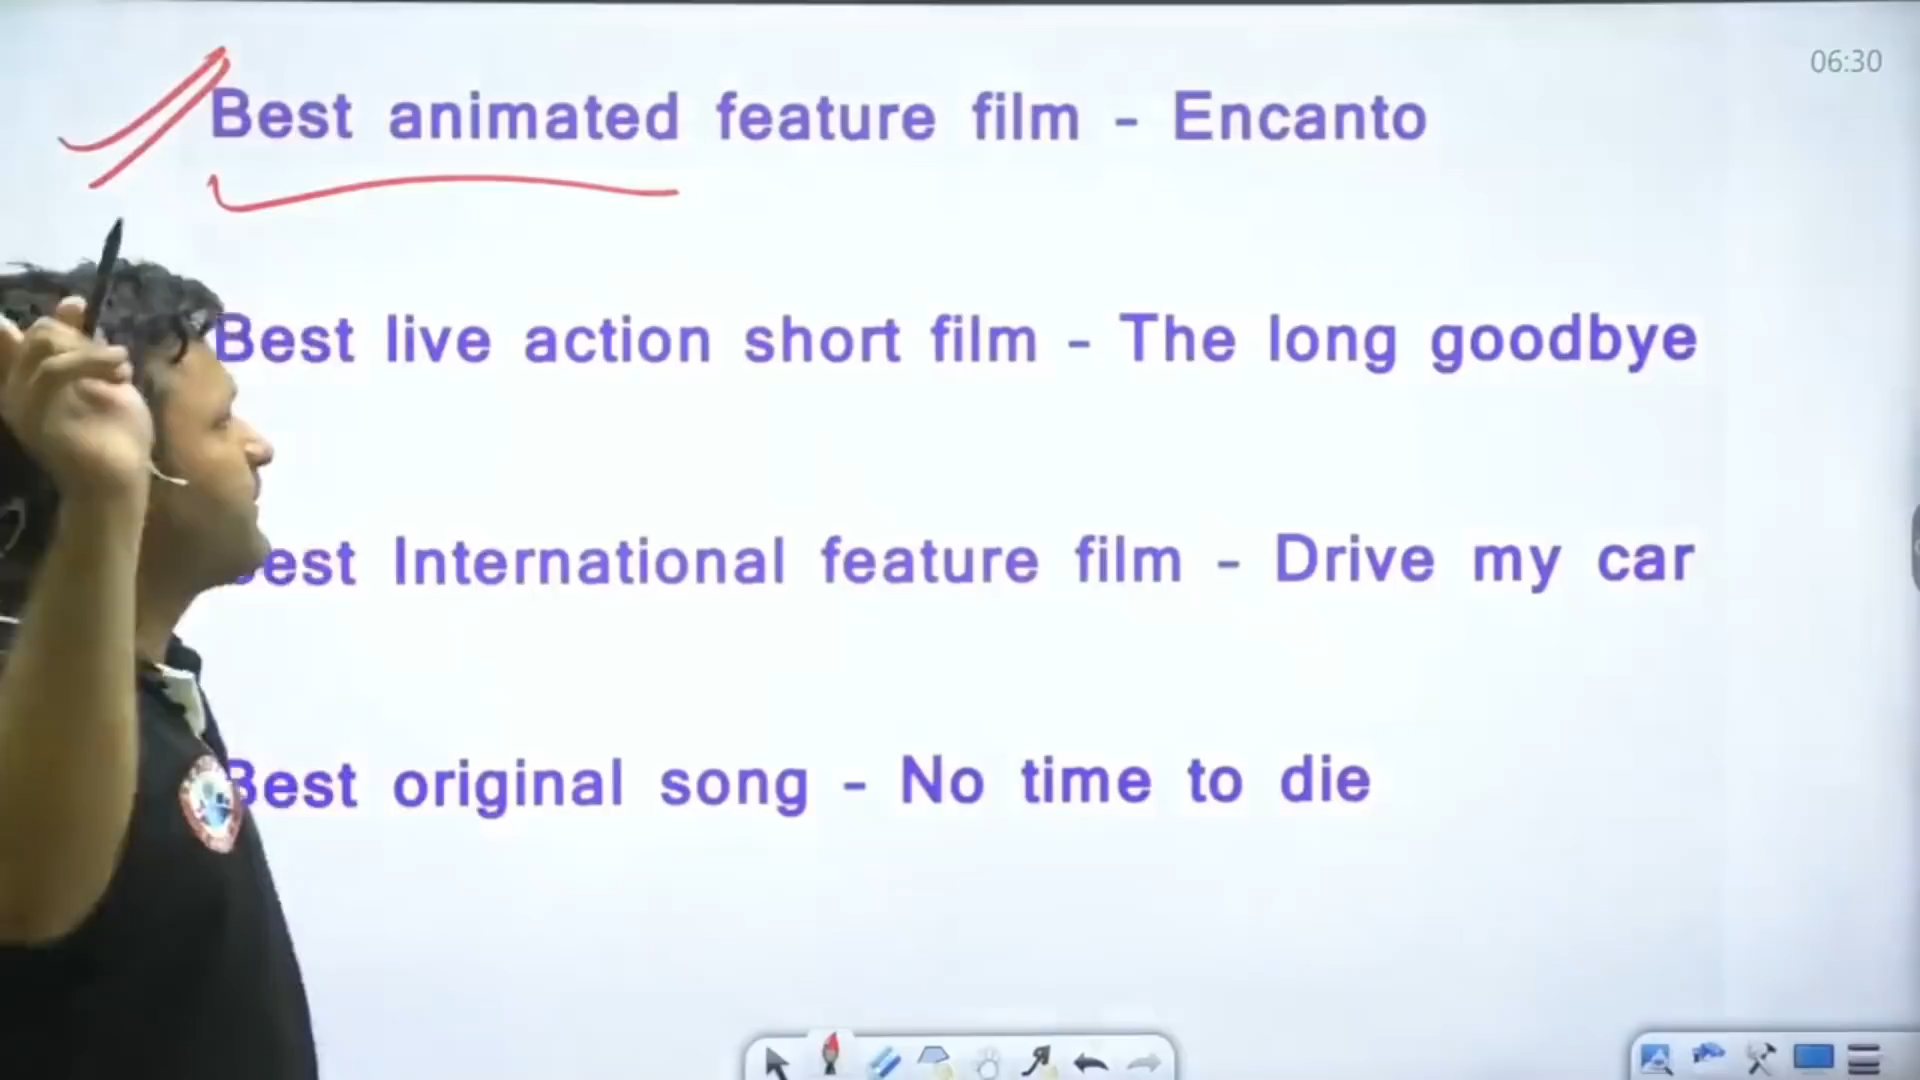 06:30
Best animated feature film - Encanto
Best live action short film - The long goodbye
Best International feature film - Drive my car
Best original song - No time to die